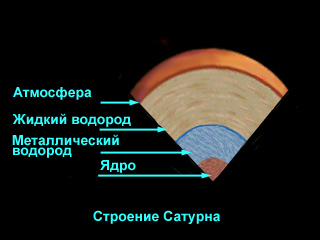 Атмосфера
Жидкий водород
Металлический
водород
Ядро
Строение Сатурна